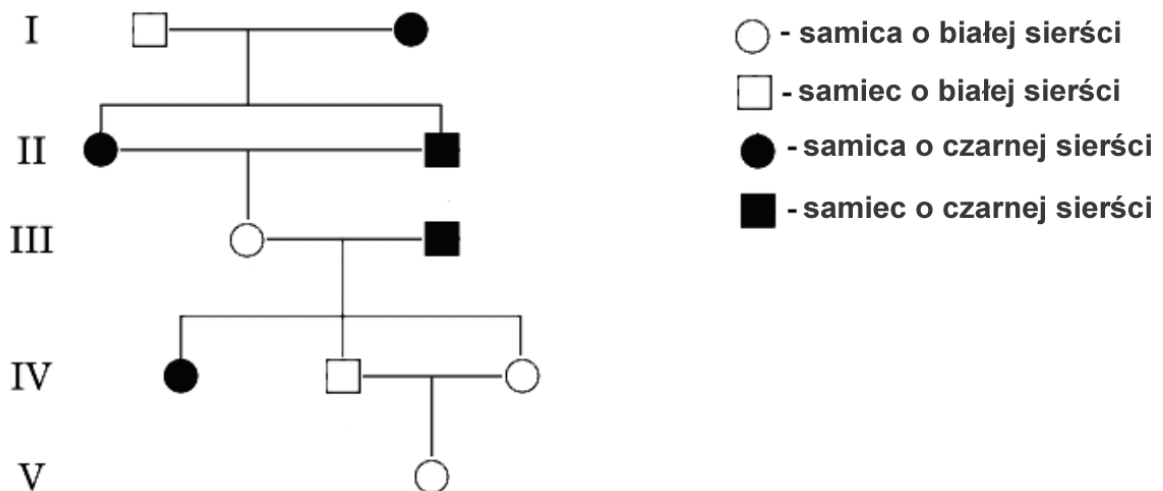 I
II
III
IV
V
- samica o białej sierści
- samiec o białej sierści
- samica o czarnej sierści
- samiec o czarnej sierści